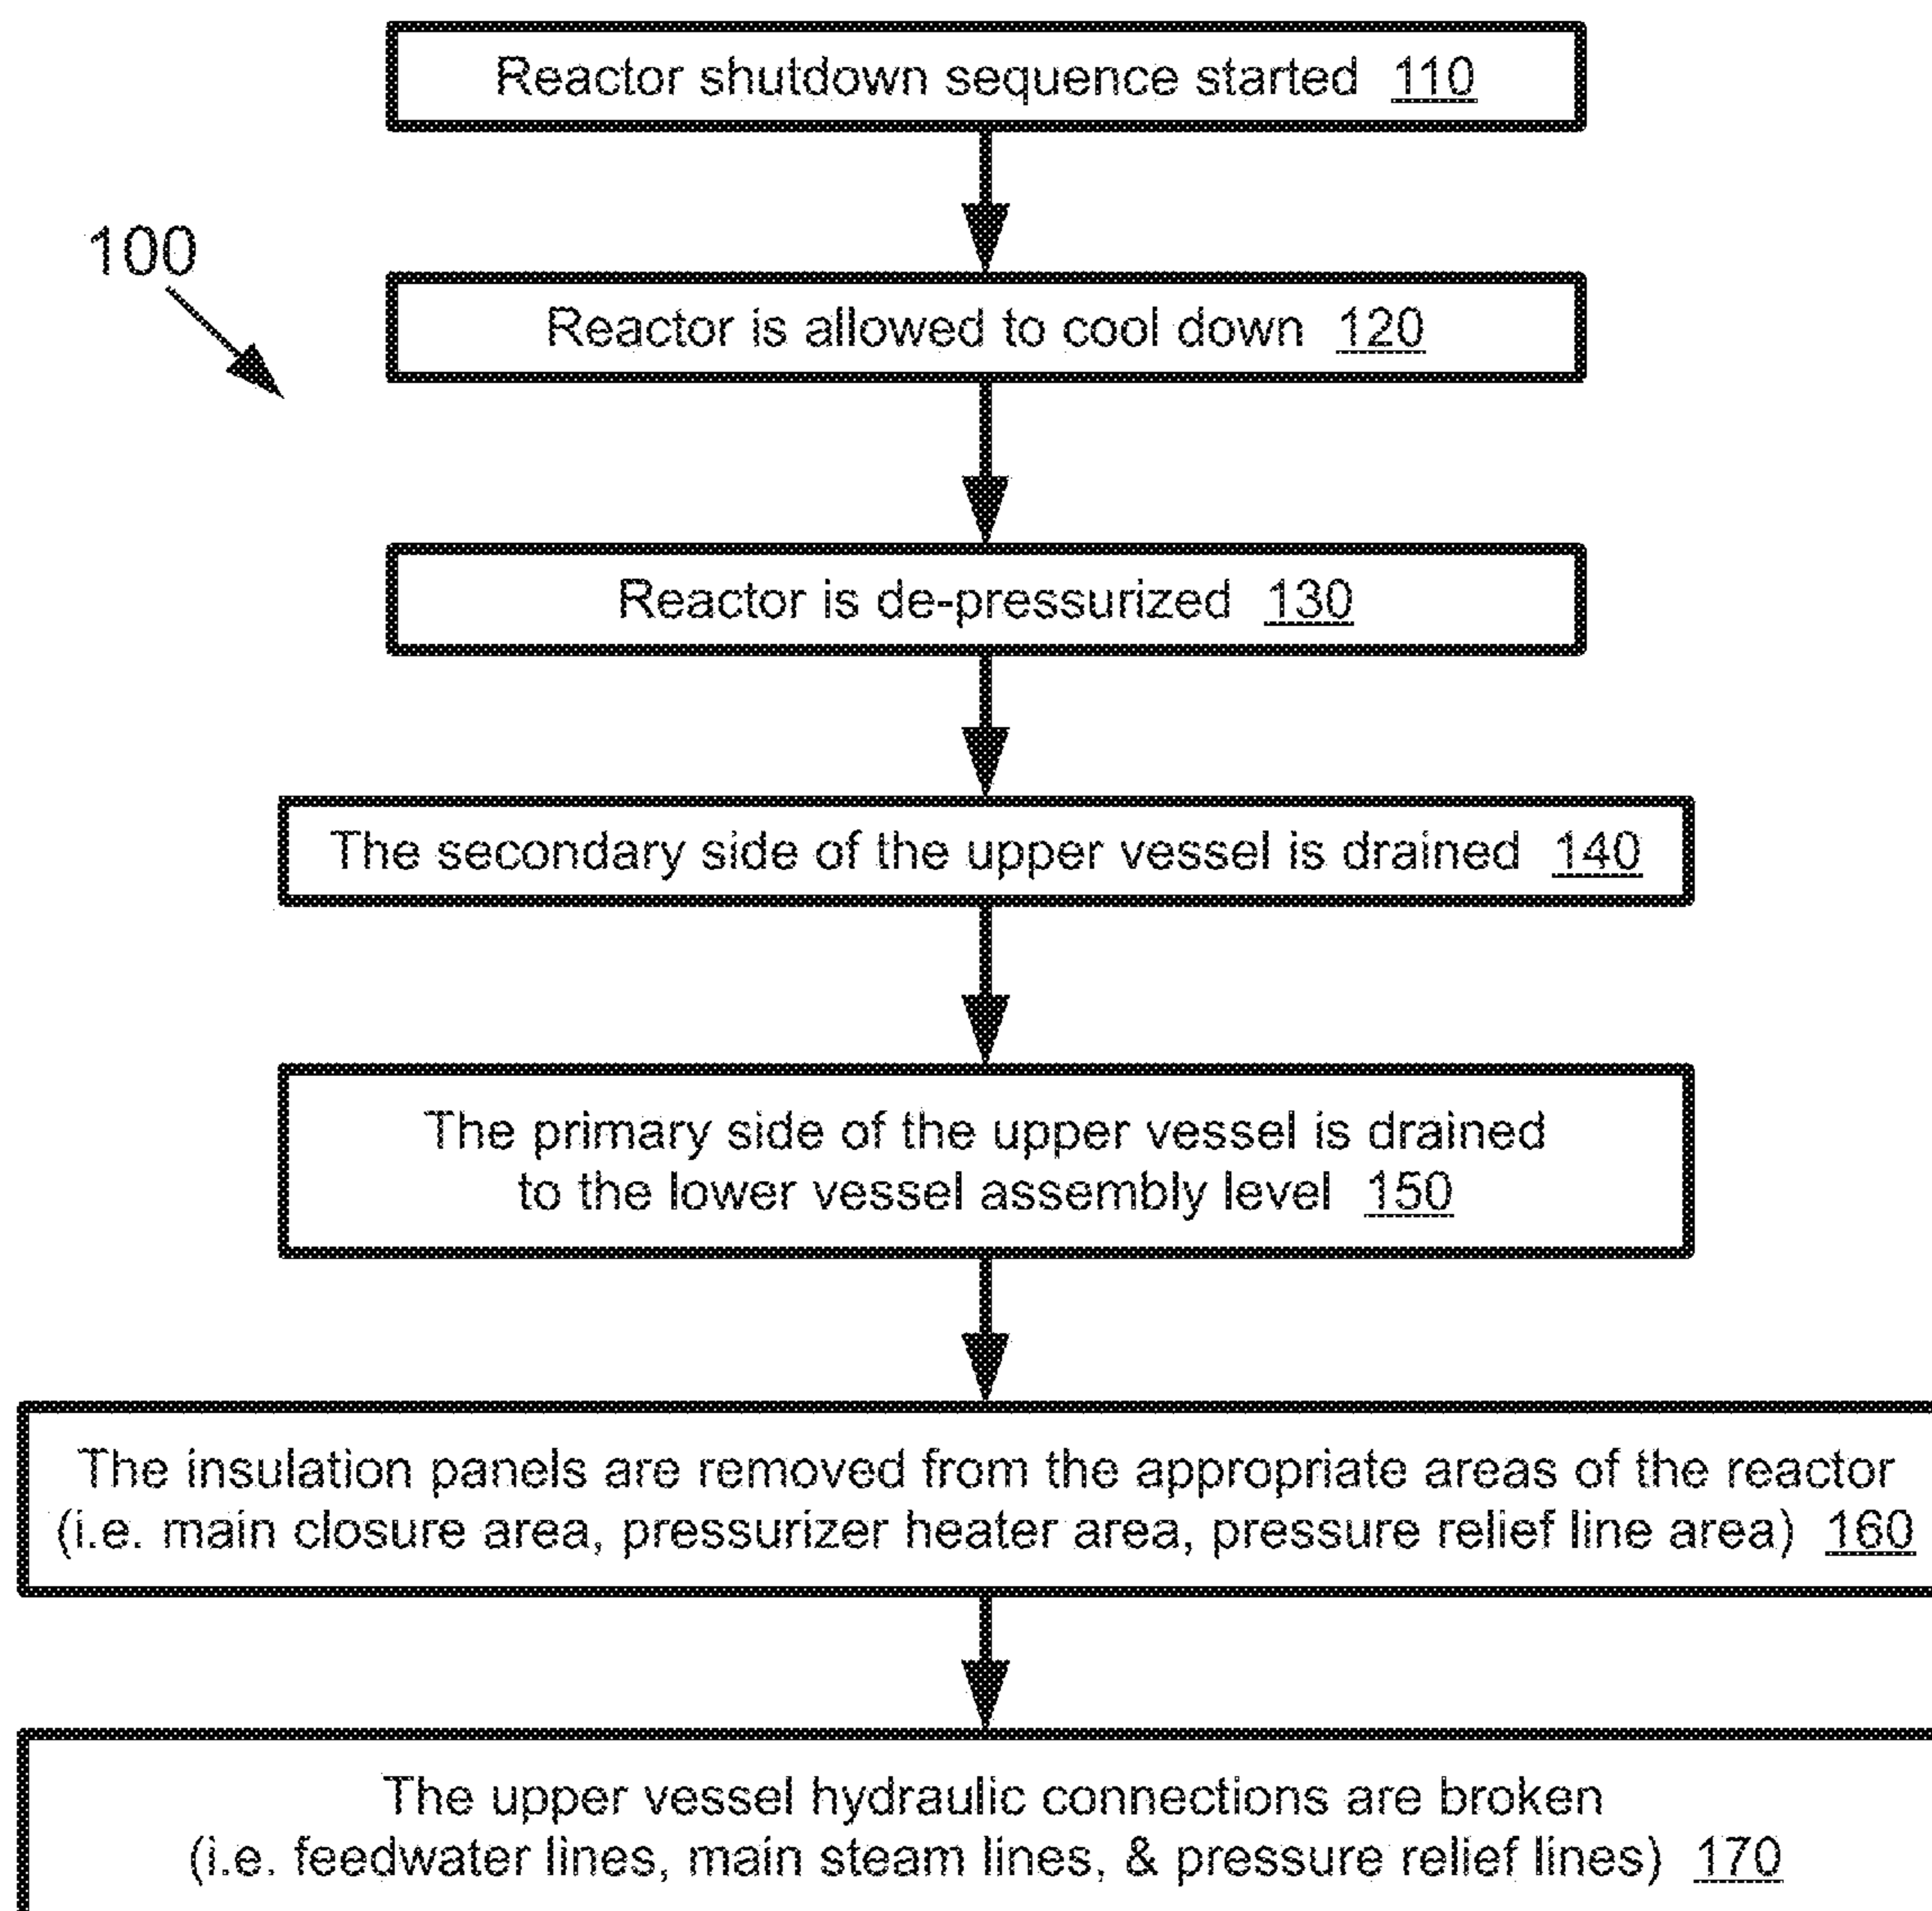 Reactor shutdown sequence started 110
100
Reactor is allowed to cool down 120
Reactor is de-pressurized 130
The secondary side of the upper vessel is drained 140
The primary side of the upper vessel is drained
to the lower vessel assembly level 150
The insulation panels are removed from the appropriate areas of the reactor
(i.e. main closure area, pressurizer heater area, pressure relief line area) 160
The upper vessel hydraulic connections are broken
(i.e. feedwater lines, main steam lines, & pressure relief lines) 170